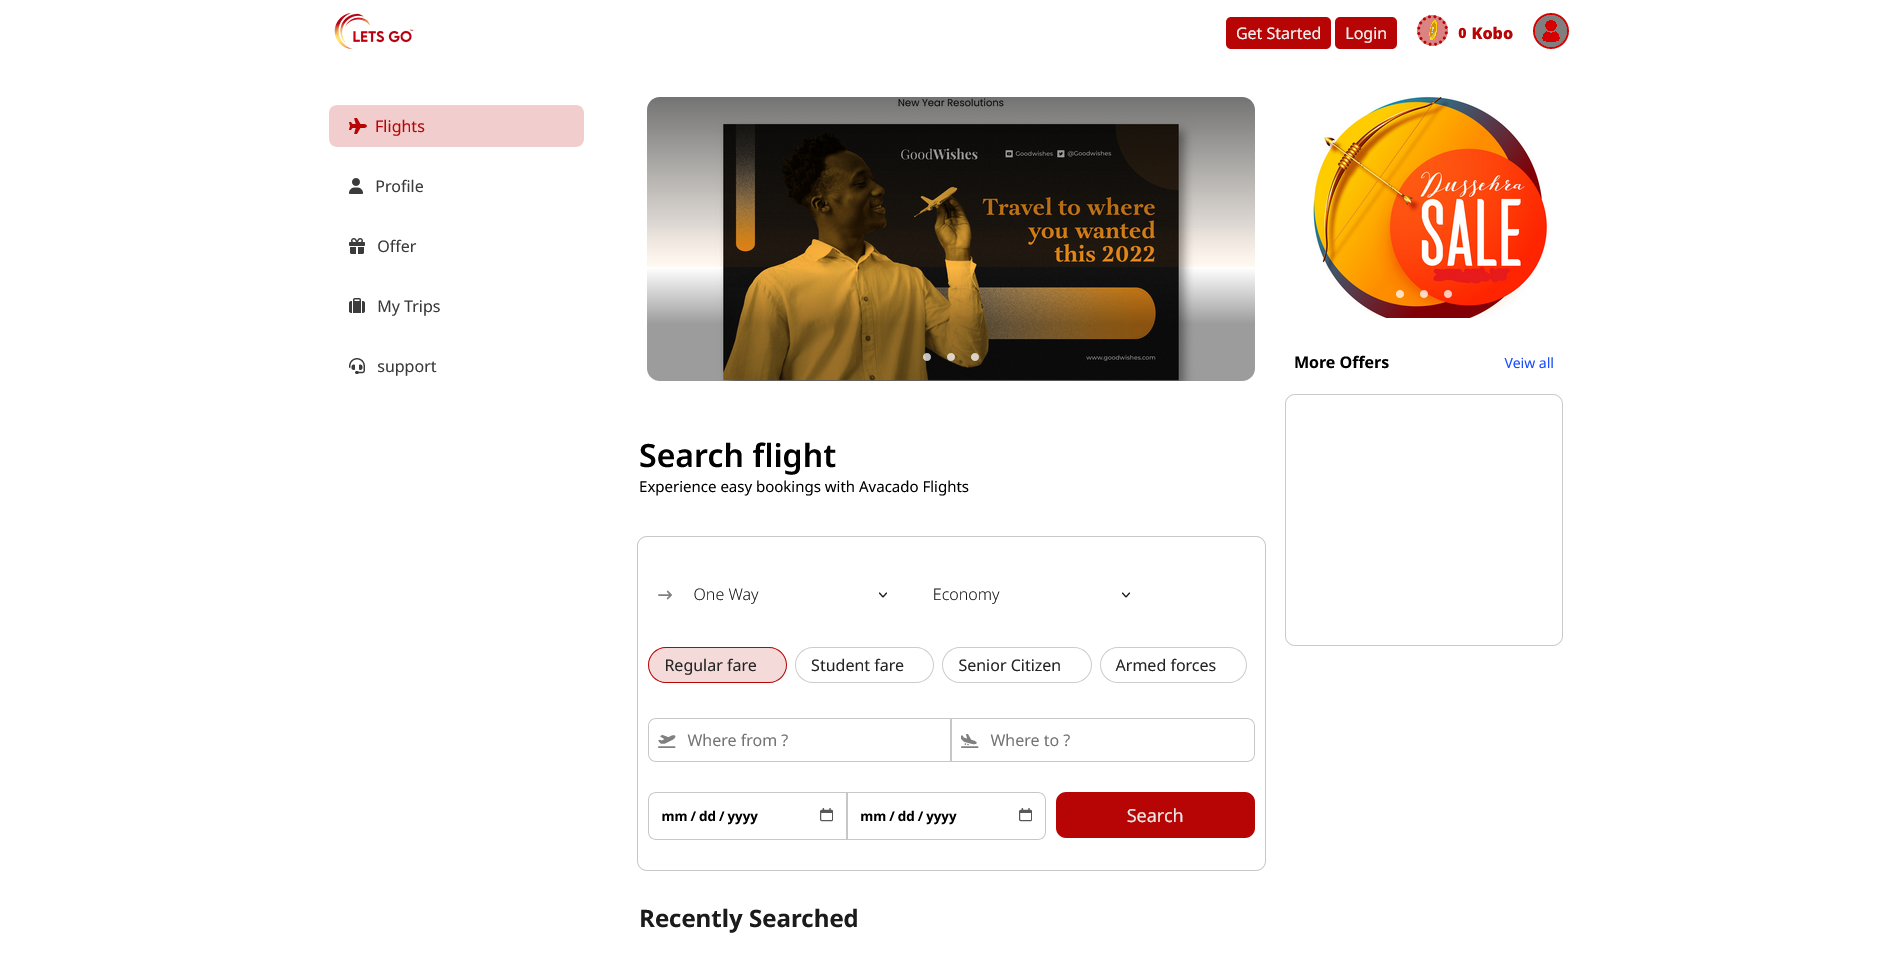 LETS GO
Get Started
Login
0 Kobo
Flights
Profile
Offer
My Trips
support
New Year Resolutions
GoodWishes
Goodwishes
@Goodwishes
Travel to where
you wanted
this 2022
www.goodwishes.com
Dussehra
SALE
More Offers
Veiw all
Search flight
Experience easy bookings with Avacado Flights
One Way
Economy
Regular fare
Student fare
Senior Citizen
Armed forces
Where from ?
Where to ?
mm / dd / yyyy
mm / dd / yyyy
Search
Recently Searched